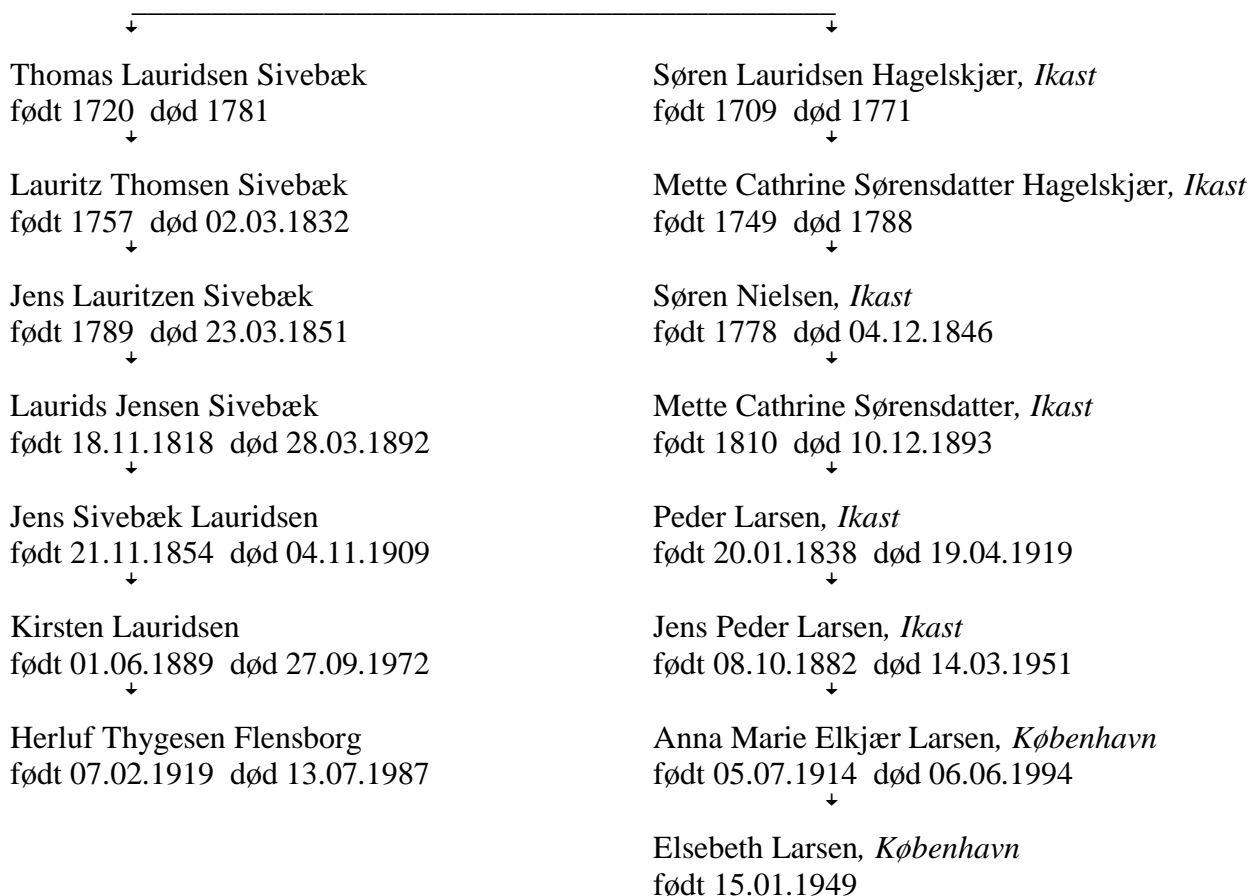 Thomas Lauridsen Sivebæk
født 1720 død 1781
Lauritz Thomsen Sivebæk
født 1757 død 02.03.1832
Jens Lauritzen Sivebæk
født 1789 død 23.03.1851
Laurids Jensen Sivebæk
født 18.11.1818 død 28.03.1892
Jens Sivebæk Lauridsen
født 21.11.1854 død 04.11.1909
Kirsten Lauridsen
født 01.06.1889 død 27.09.1972
Herluf Thygesen Flensborg
født 07.02.1919 død 13.07.1987
Søren Lauridsen Hagelskjær, Ikast
født 1709 død 1771
Mette Cathrine Sørensdatter Hagelskjær, Ikast
født 1749 død 1788
Søren Nielsen, Ikast
født 1778 død 04.12.1846
Mette Cathrine Sørensdatter, Ikast
født 1810 død 10.12.1893
Peder Larsen, Ikast
født 20.01.1838 død 19.04.1919
Jens Peder Larsen, Ikast
født 08.10.1882 død 14.03.1951
Anna Marie Elkjær Larsen, København
født 05.07.1914 død 06.06.1994
Elsebeth Larsen, København
født 15.01.1949